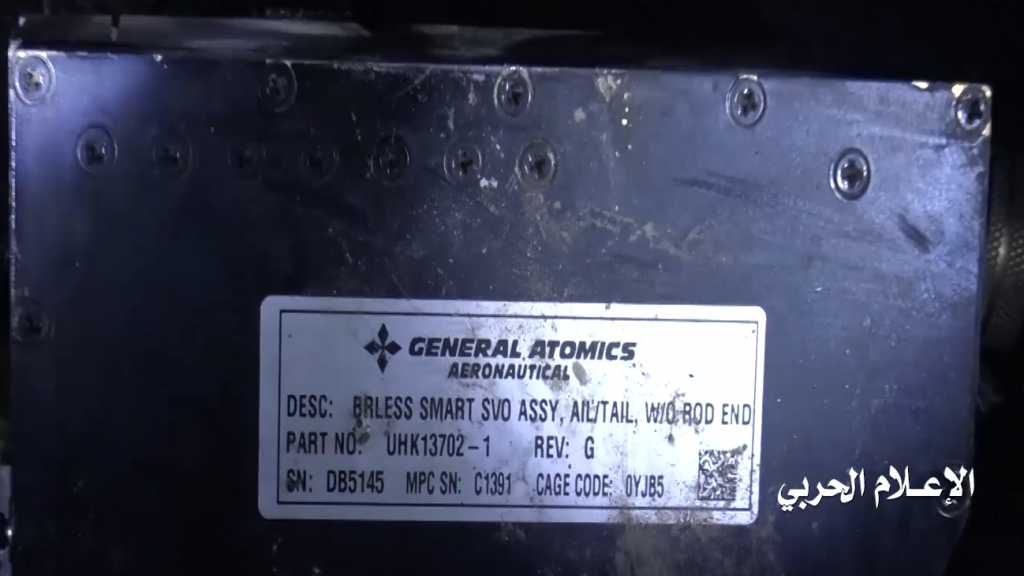 GENERAL ATOMICS
AERONAUTICAL
DESC: BRLESS SMART SVO ASSY, AIL/TAIL, W/O ROD END
PART NO: UHK13702-1 REV: G
SN: DB5145 MPC SN: C1391 CAGE CODE: 0YJB5
الإعـلام الحربي